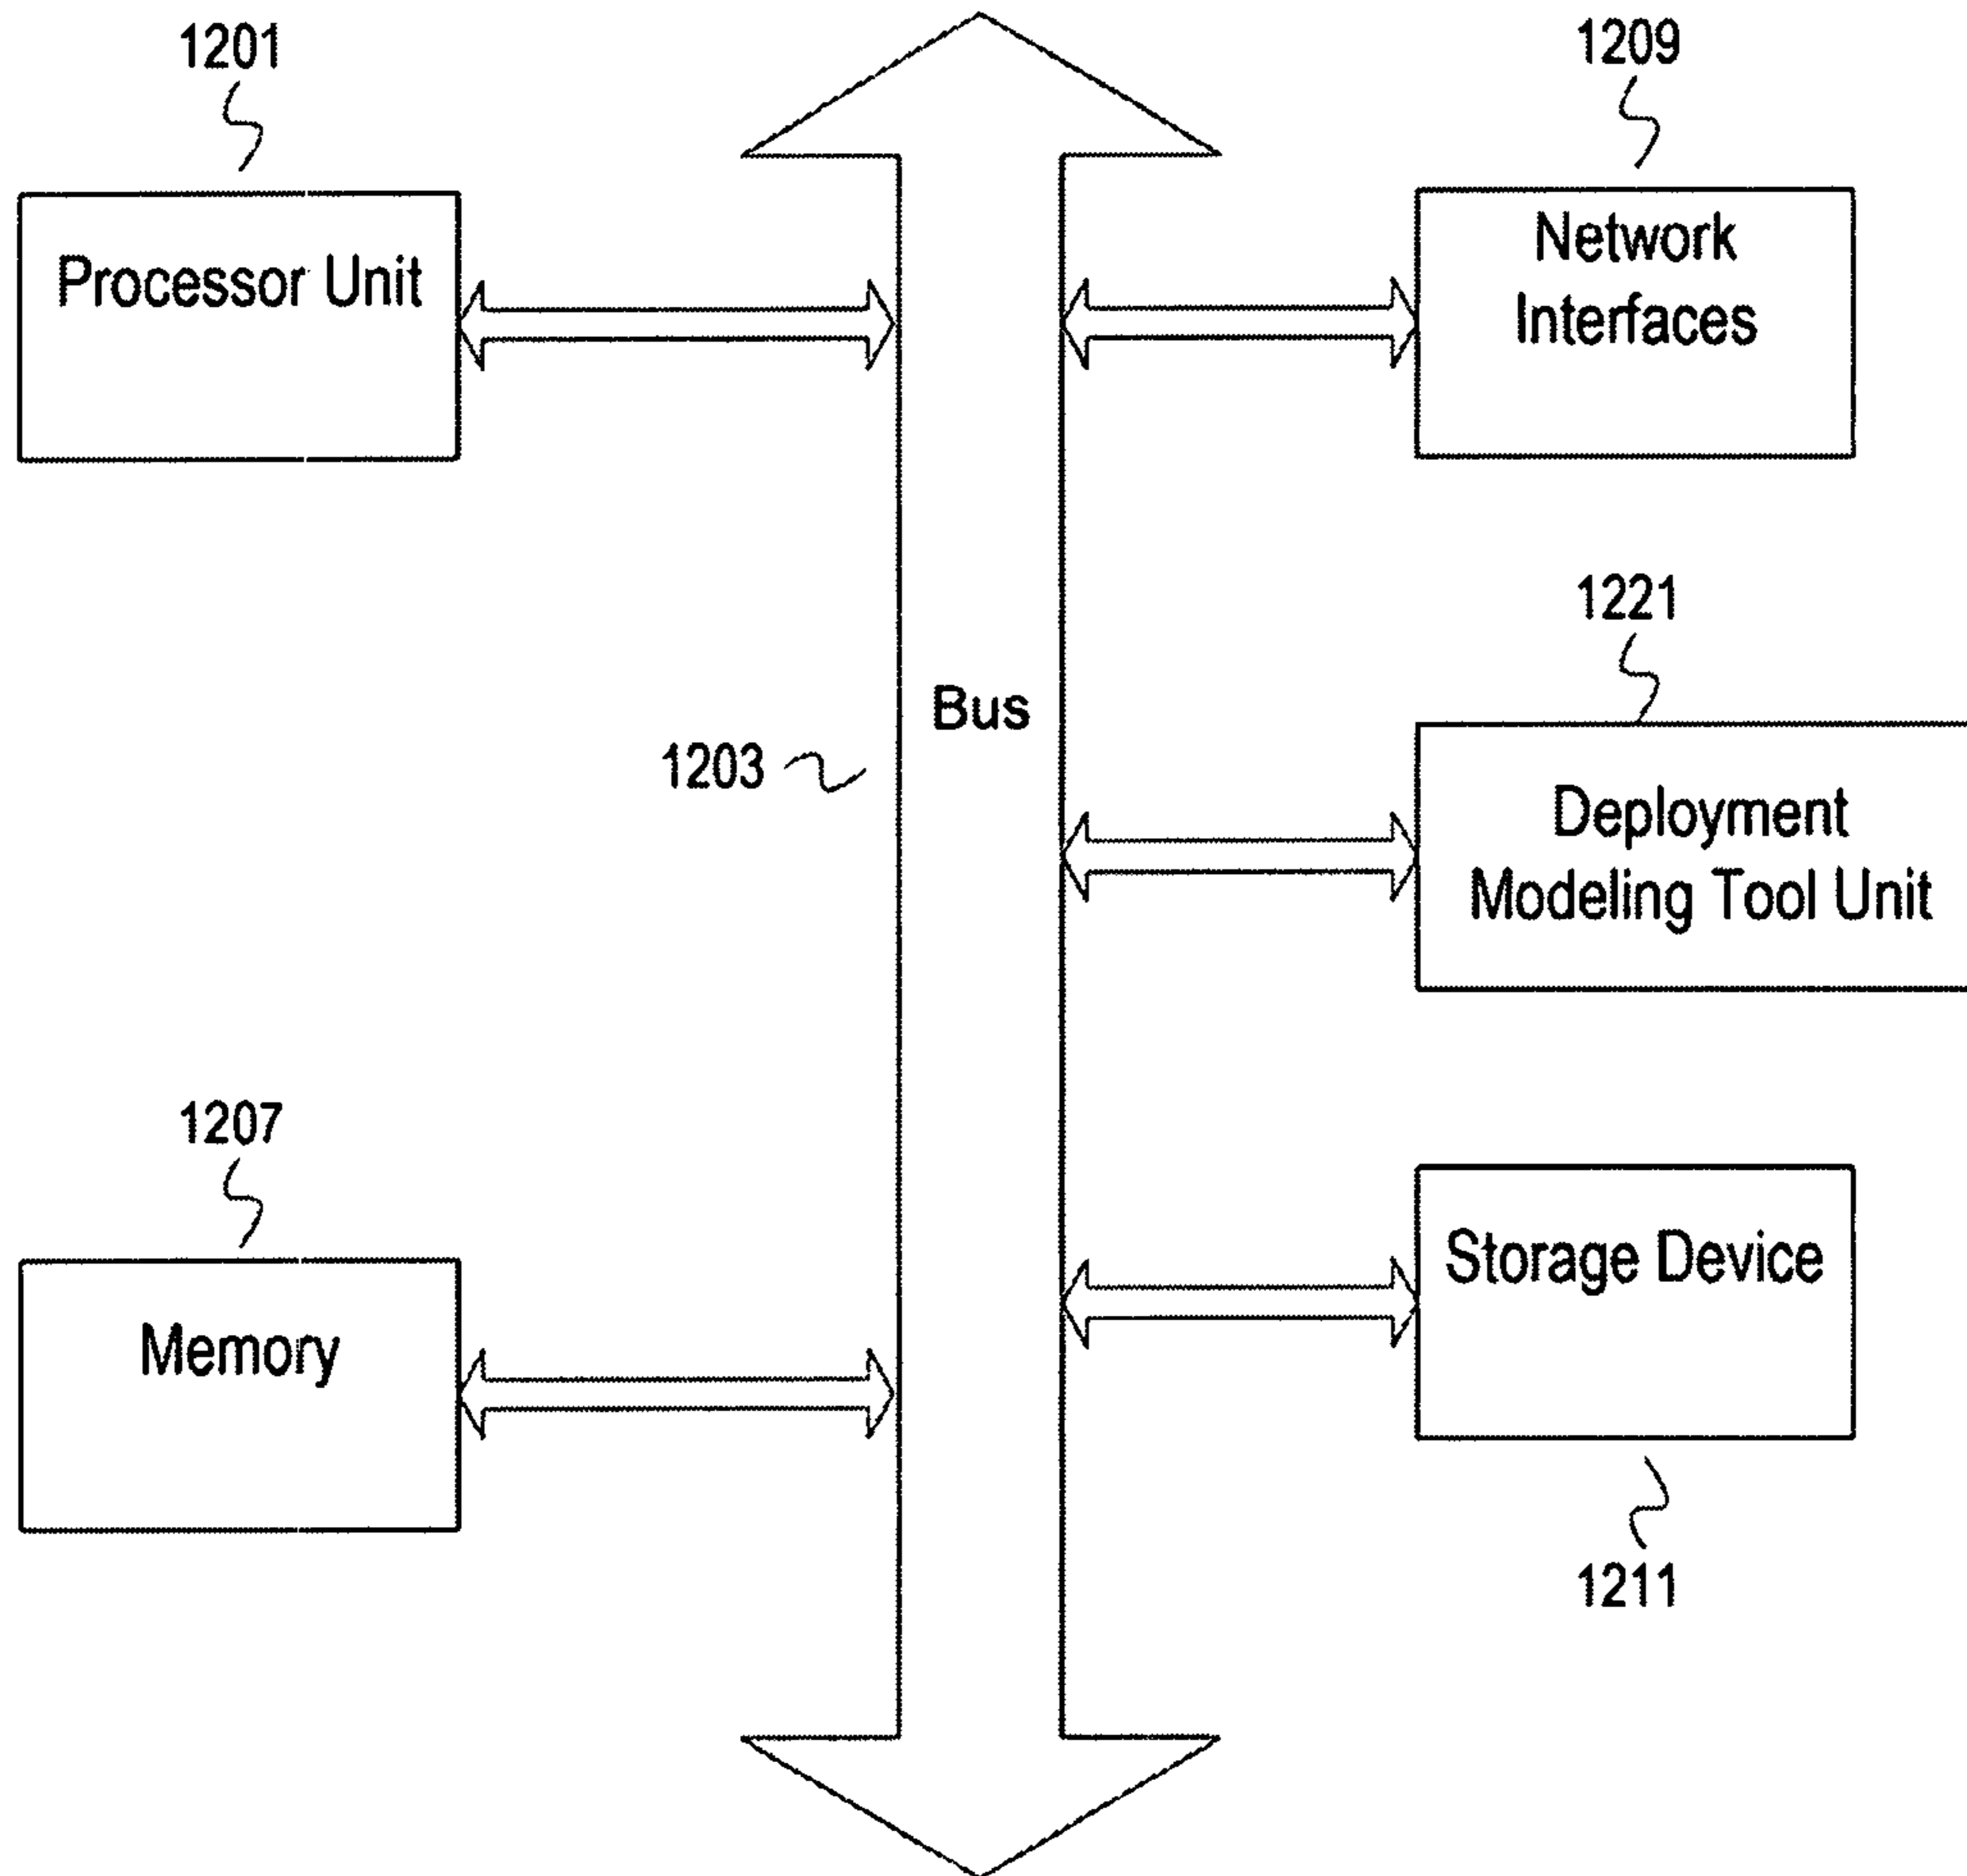 1201
Processor Unit
1209
Network
Interfaces
Bus
1203
1221
Deployment
Modeling Tool Unit
1207
Memory
Storage Device
1211